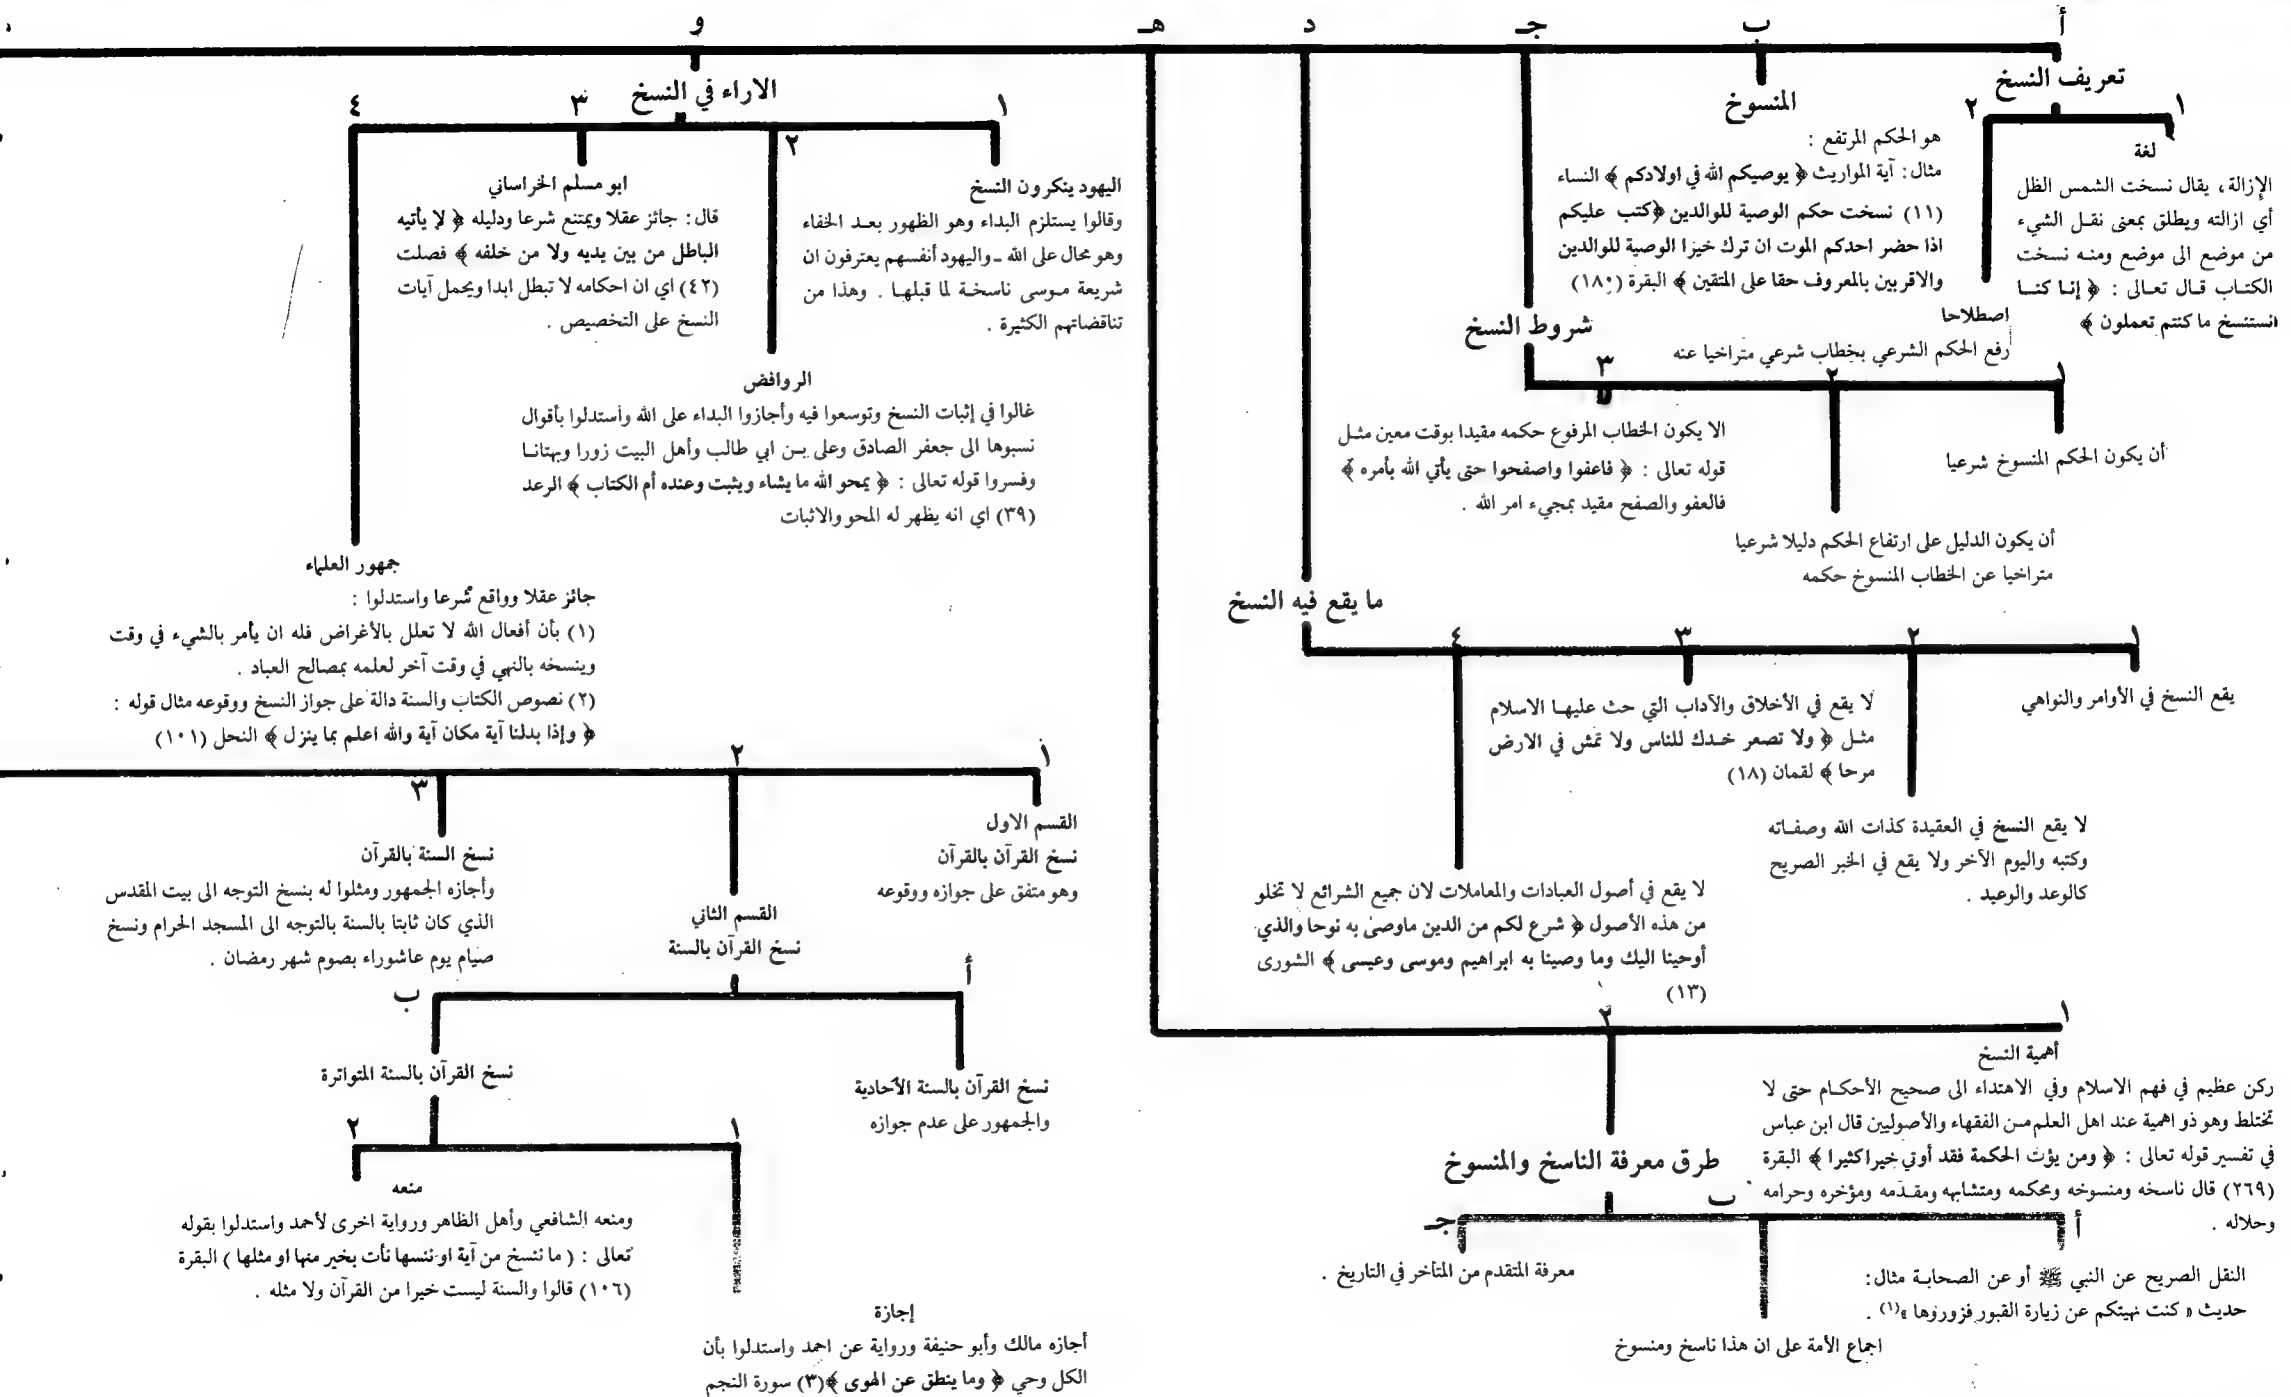 أ
ب
جـ
د
هـ
و
تعريف النسخ
١
٢
لغة
الإزالة، يقال نسخت الشمس الظل
أي ازالته ويطلق بمعنى نقل الشيء
من موضع الى موضع ومنه نسخت
الكتاب قال تعالى : ﴿ إنا كنا
نستنسخ ما كنتم تعملون ﴾
اصطلاحا
رفع الحكم الشرعي بخطاب شرعي متراخيا عنه
المنسوخ
هو الحكم المرتفع :
مثال : آية المواريث ﴿ يوصيكم الله في اولادكم ﴾ النساء
(١١) نسخت حكم الوصية للوالدين ﴿كتب عليكم
اذا حضر احدكم الموت ان ترك خيرا الوصية للوالدين
والاقربين بالمعروف حقا على المتقين ﴾ البقرة (١٨٠)
شروط النسخ
١
٢
٣
أن يكون الحكم المنسوخ شرعيا
أن يكون الدليل على ارتفاع الحكم دليلا شرعيا
متراخيا عن الخطاب المنسوخ حكمه
الا يكون الخطاب المرفوع حكمه مقيدا بوقت معين مثل
قوله تعالى : ﴿ فاعفوا واصفحوا حتى يأتي الله بأمره ﴾
فالعفو والصفح مقيد بمجيء امر الله .
ما يقع فيه النسخ
١
٢
٣
٤
يقع النسخ في الأوامر والنواهي
لا يقع النسخ في العقيدة كذات الله وصفاته
وكتبه واليوم الآخر ولا يقع في الخبر الصريح
كالوعد والوعيد .
لا يقع في الأخلاق والآداب التي حث عليها الاسلام
مثل ﴿ ولا تصعر خدك للناس ولا تمش في الارض
مرحا ﴾ لقمان (١٨)
لا يقع في أصول العبادات والمعاملات لان جميع الشرائع لا تخلو
من هذه الأصول ﴿ شرع لكم من الدين ماوصى به نوحا والذي
أوحينا اليك وما وصينا به ابراهيم وموسى وعيسى ﴾ الشورى
(١٣)
١
٢
أهمية النسخ
ركن عظيم في فهم الاسلام وفي الاهتداء الى صحيح الأحكام حتى لا
تختلط وهو ذو اهمية عند اهل العلم من الفقهاء والأصوليين قال ابن عباس
في تفسير قوله تعالى : ﴿ ومن يؤت الحكمة فقد أوتي خيرا كثيرا ﴾ البقرة
(٢٦٩) قال ناسخه ومنسوخه ومحكمه ومتشابهه ومقدمه ومؤخره وحرامه
وحلاله .
طرق معرفة الناسخ والمنسوخ
أ
ب
جـ
النقل الصريح عن النبي ﷺ أو عن الصحابة مثال:
حديث « كنت نهيتكم عن زيارة القبور فزوروها »(١) .
اجماع الأمة على ان هذا ناسخ ومنسوخ
معرفة المتقدم من المتأخر في التاريخ .
الاراء في النسخ
١
٢
٣
٤
اليهود ينكرون النسخ
وقالوا يستلزم البداء وهو الظهور بعد الخفاء
وهو محال على الله ـ واليهود أنفسهم يعترفون ان
شريعة موسى ناسخة لما قبلها . وهذا من
تناقضاتهم الكثيرة .
الروافض
غالوا في إثبات النسخ وتوسعوا فيه وأجازوا البداء على الله واستدلوا بأقوال
نسبوها الى جعفر الصادق وعلى بن ابي طالب وأهل البيت زورا وبهتانا
وفسروا قوله تعالى : ﴿ يمحو الله ما يشاء ويثبت وعنده أم الكتاب ﴾ الرعد
(٣٩) اي انه يظهر له المحو والاثبات
ابو مسلم الخراساني
قال : جائز عقلا ويمتنع شرعا ودليله ﴿ لا يأتيه
الباطل من بين يديه ولا من خلفه ﴾ فصلت
(٤٢) اي ان احكامه لا تبطل ابدا ويحمل آيات
النسخ على التخصيص .
جمهور العلماء
جائز عقلا وواقع شرعا واستدلوا :
(١) بأن أفعال الله لا تعلل بالأغراض فله ان يأمر بالشيء في وقت
وينسخه بالنهي في وقت آخر لعلمه بمصالح العباد .
(٢) نصوص الكتاب والسنة دالة على جواز النسخ ووقوعه مثال قوله :
﴿ وإذا بدلنا آية مكان آية والله اعلم بما ينزل ﴾ النحل (١٠١)
١
٢
٣
القسم الاول
نسخ القرآن بالقرآن
وهو متفق على جوازه ووقوعه
القسم الثاني
نسخ القرآن بالسنة
نسخ السنة بالقرآن
وأجازه الجمهور ومثلوا له بنسخ التوجه الى بيت المقدس
الذي كان ثابتا بالسنة بالتوجه الى المسجد الحرام ونسخ
صيام يوم عاشوراء بصوم شهر رمضان .
أ
ب
نسخ القرآن بالسنة الآحادية
والجمهور على عدم جوازه
نسخ القرآن بالسنة المتواترة
١
٢
إجازة
أجازه مالك وأبو حنيفة ورواية عن احمد واستدلوا بأن
الكل وحي ﴿ وما ينطق عن الهوى ﴾(٣) سورة النجم
منعه
ومنعه الشافعي وأهل الظاهر ورواية اخرى لأحمد واستدلوا بقوله
تعالى : ( ما ننسخ من آية او ننسها نأت بخير منها او مثلها ) البقرة
(١٠٦) قالوا والسنة ليست خيرا من القرآن ولا مثله .